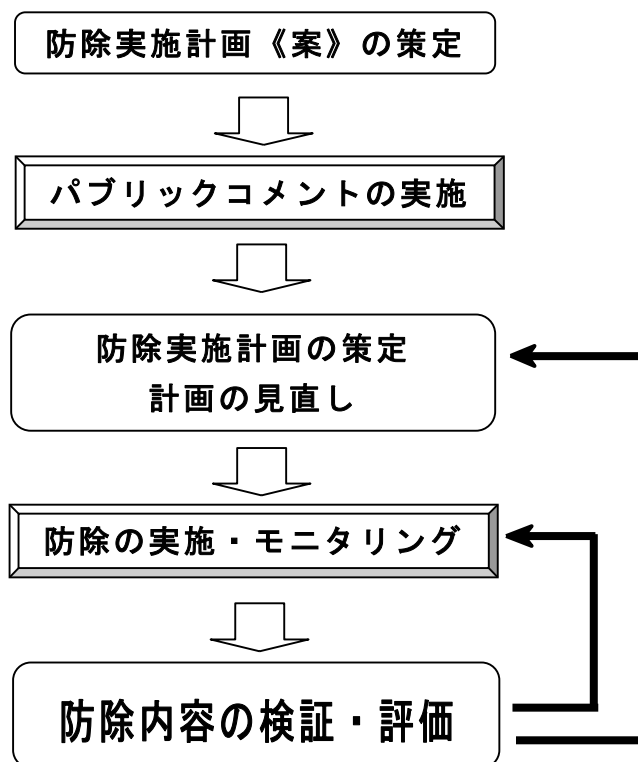 防除実施計画《案》の策定
パブリックコメントの実施
防除実施計画の策定
計画の見直し
防除の実施・モニタリング
防除内容の検証・評価